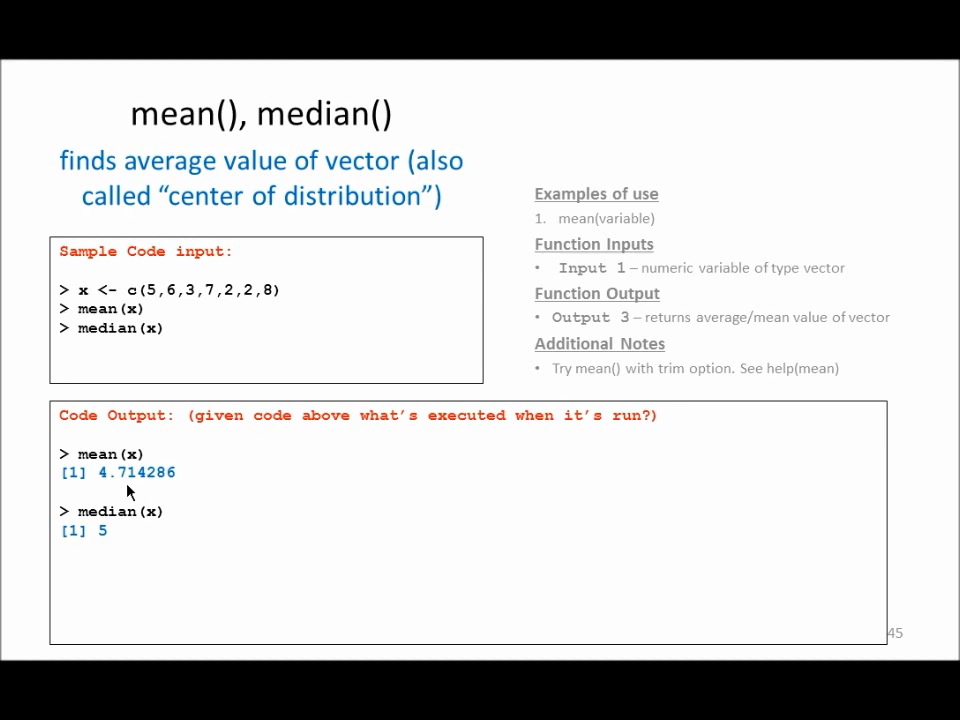 mean(), median()
finds average value of vector (also
called “center of distribution”)
Sample Code input:
> x <- c(5,6,3,7,2,2,8)
> mean(x)
> median(x)
Examples of use
1. mean(variable)
Function Inputs
• Input 1 – numeric variable of type vector
Function Output
• Output 3 – returns average/mean value of vector
Additional Notes
• Try mean() with trim option. See help(mean)
Code Output: (given code above what’s executed when it’s run?)
> mean(x)
[1] 4.714286
> median(x)
[1] 5
45